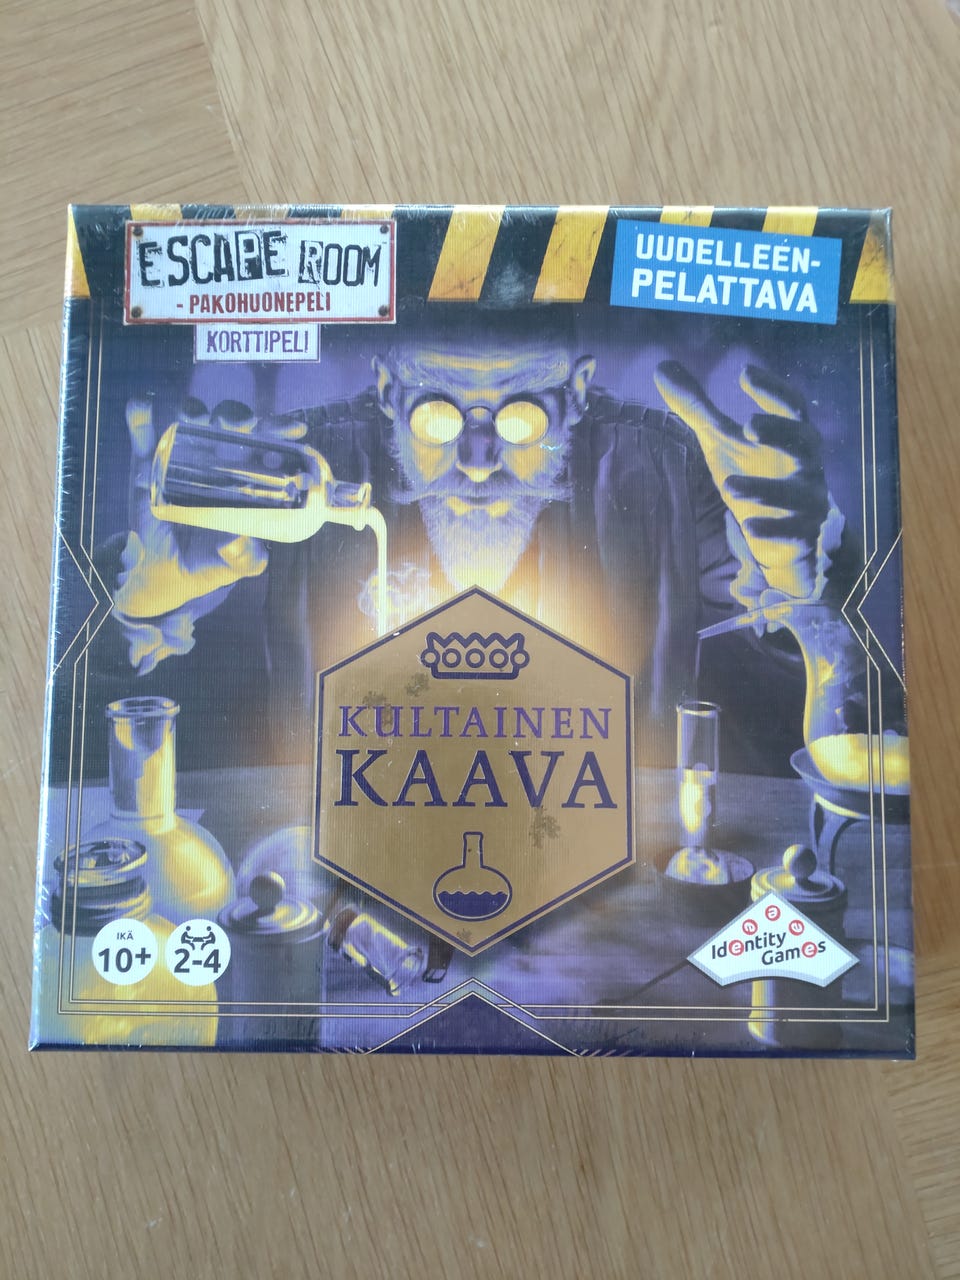 ESCAPE ROOM
- PAKOHUONEPELI
KORTTIPELI
UUDELLEEN-
PELATTAVA
KULTAINEN
KAAVA
IKÄ
10+
2-4
Identity
Games